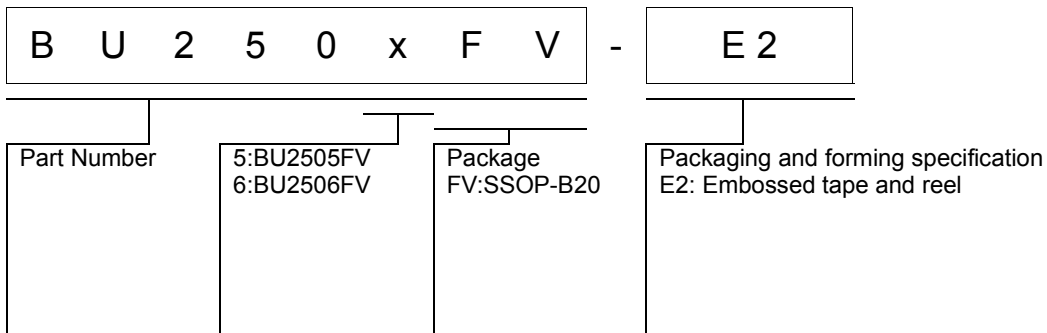 B U 2 5 0 x F V - E 2
Part Number
5:BU2505FV
6:BU2506FV
Package
FV:SSOP-B20
Packaging and forming specification
E2: Embossed tape and reel